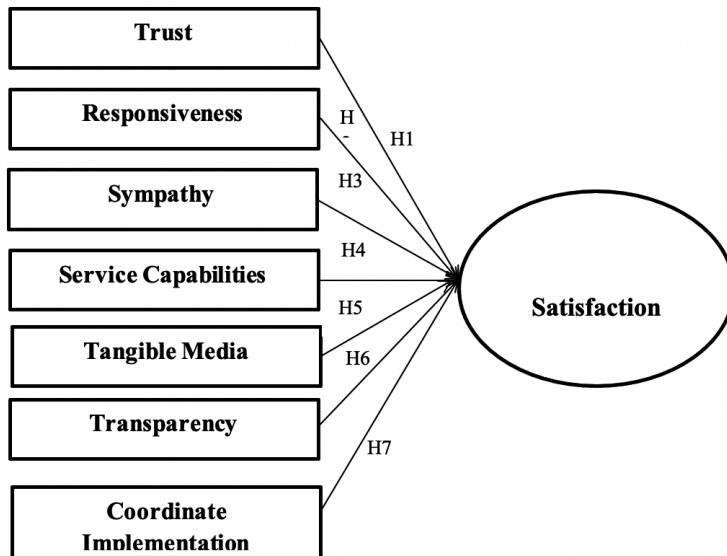 Trust
Responsiveness
H
H1
Sympathy
H3
Service Capabilities
H4
Satisfaction
Tangible Media
H5
H6
Transparency
H7
Coordinate
Implementation